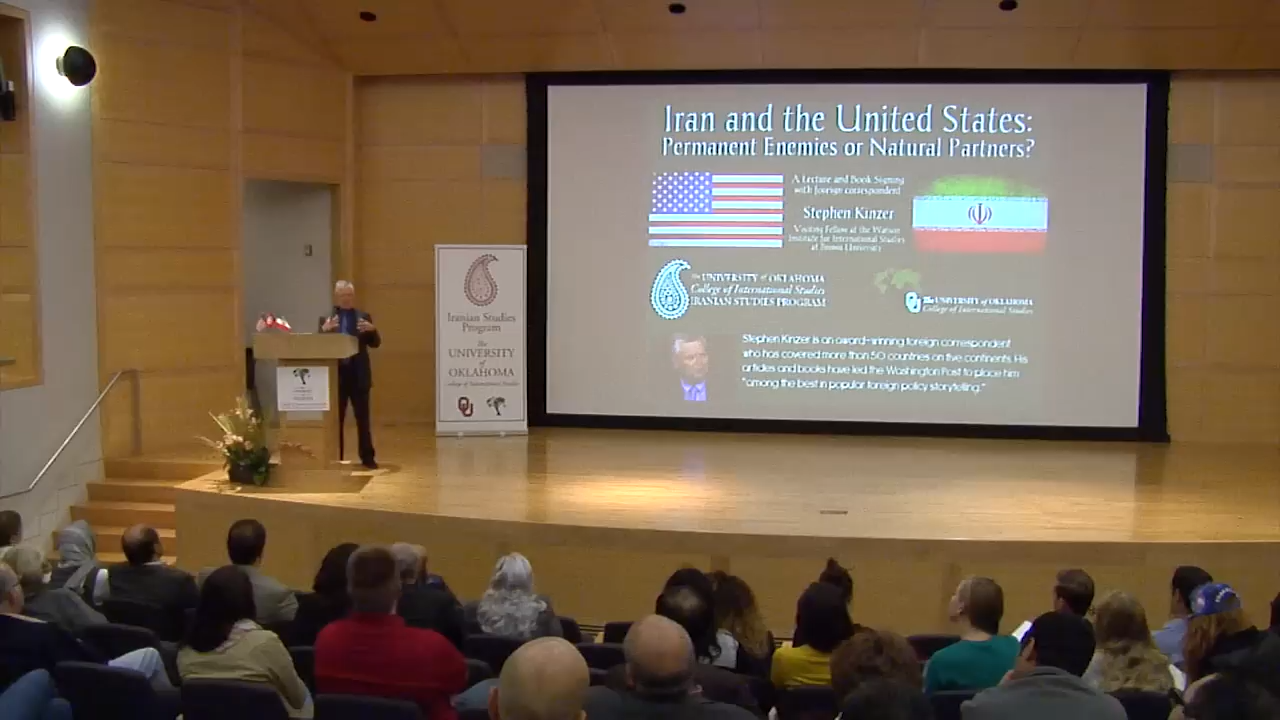 Iran and the United States:
Permanent Enemies or Natural Partners?
A Lecture and Book Signing
with foreign correspondent
Stephen Kinzer
Visiting Fellow at the Watson
Institute for International Studies
at Brown University
The UNIVERSITY of OKLAHOMA
College of International Studies
IRANIAN STUDIES PROGRAM
OU The UNIVERSITY of OKLAHOMA
College of International Studies
Stephen Kinzer is an award-winning foreign correspondent
who has covered more than 50 countries on five continents. His
articles and books have led the Washington Post to place him
"among the best in popular foreign policy storytelling."
Iranian Studies
Program
The
UNIVERSITY
of
OKLAHOMA
College of International Studies
OU